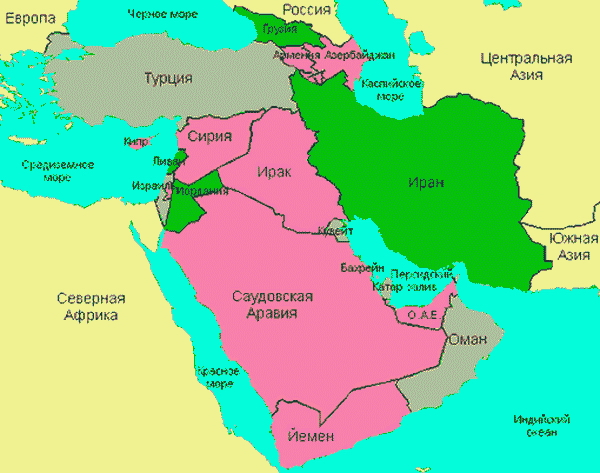 Европа
Черное море
Россия
Грузия
Армения
Азербайджан
Центральная
Азия
Турция
Каспийское
море
Кипр
Сирия
Средиземное
море
Ливан
Ирак
Израиль
Иордания
Иран
Кувейт
Южная
Азия
Бахрейн
Персидский
залив
Катар
Северная
Африка
Саудовская
Аравия
О.А.Е.
Оман
Красное
море
Йемен
Индийский
океан